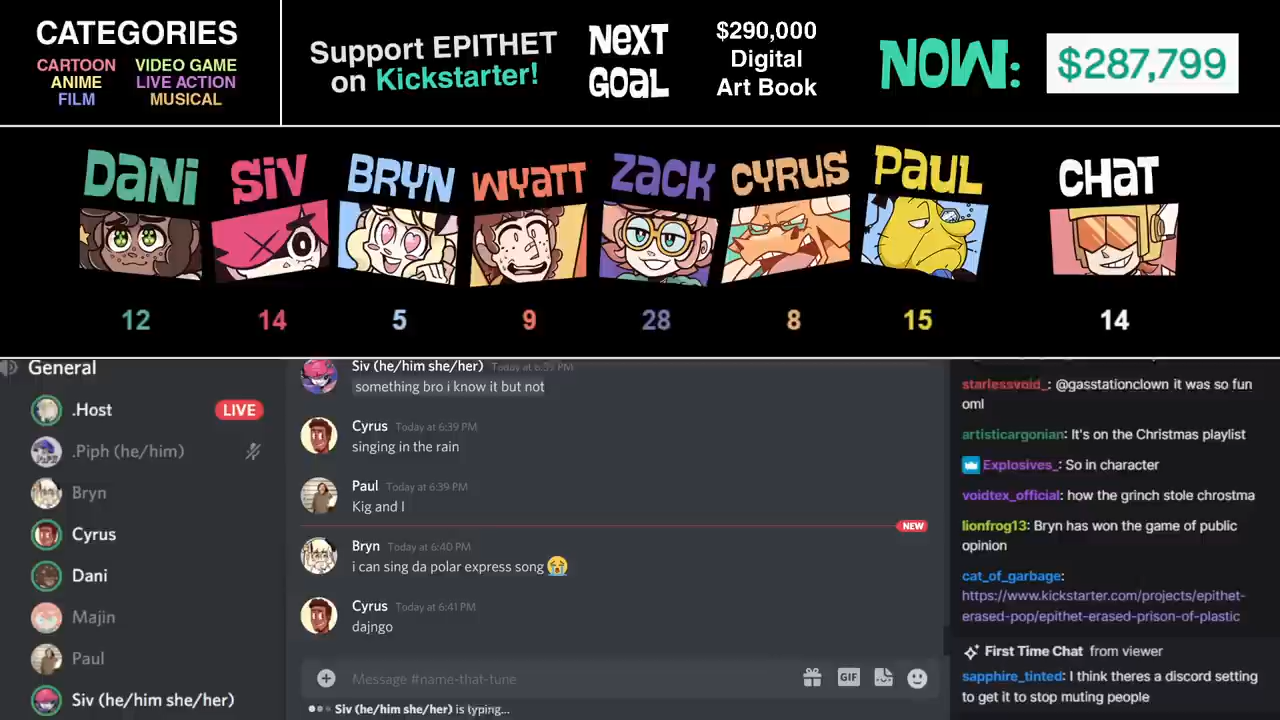 CATEGORIES
CARTOON VIDEO GAME
ANIME LIVE ACTION
FILM MUSICAL
Support EPITHET
on Kickstarter!
NEXT
GOAL
$290,000
Digital
Art Book
NOW:
$287,799
DANI SIV BRYN WYATT ZACK CYRUS PAUL CHAT
12 14 5 9 28 8 15 14
General
.Host LIVE
.Piph (he/him)
Bryn
Cyrus
Dani
Majin
Paul
Siv (he/him she/her)
Siv (he/him she/her) Today at 6:39 PM
something bro i know it but not
Cyrus Today at 6:39 PM
singing in the rain
Paul Today at 6:39 PM
Kig and I
NEW
Bryn Today at 6:40 PM
i can sing da polar express song 😭
Cyrus Today at 6:41 PM
dajngo
Message #name-that-tune
GIF
Siv (he/him she/her) is typing...
starlessvoid_: @gasstationclown it was so fun
oml
artisticargonian: It's on the Christmas playlist
Explosives_: So in character
voidtex_official: how the grinch stole chrostma
lionfrog13: Bryn has won the game of public
opinion
cat_of_garbage:
https://www.kickstarter.com/projects/epithet-
erased-pop/epithet-erased-prison-of-plastic
First Time Chat from viewer
sapphire_tinted: I think theres a discord setting
to get it to stop muting people